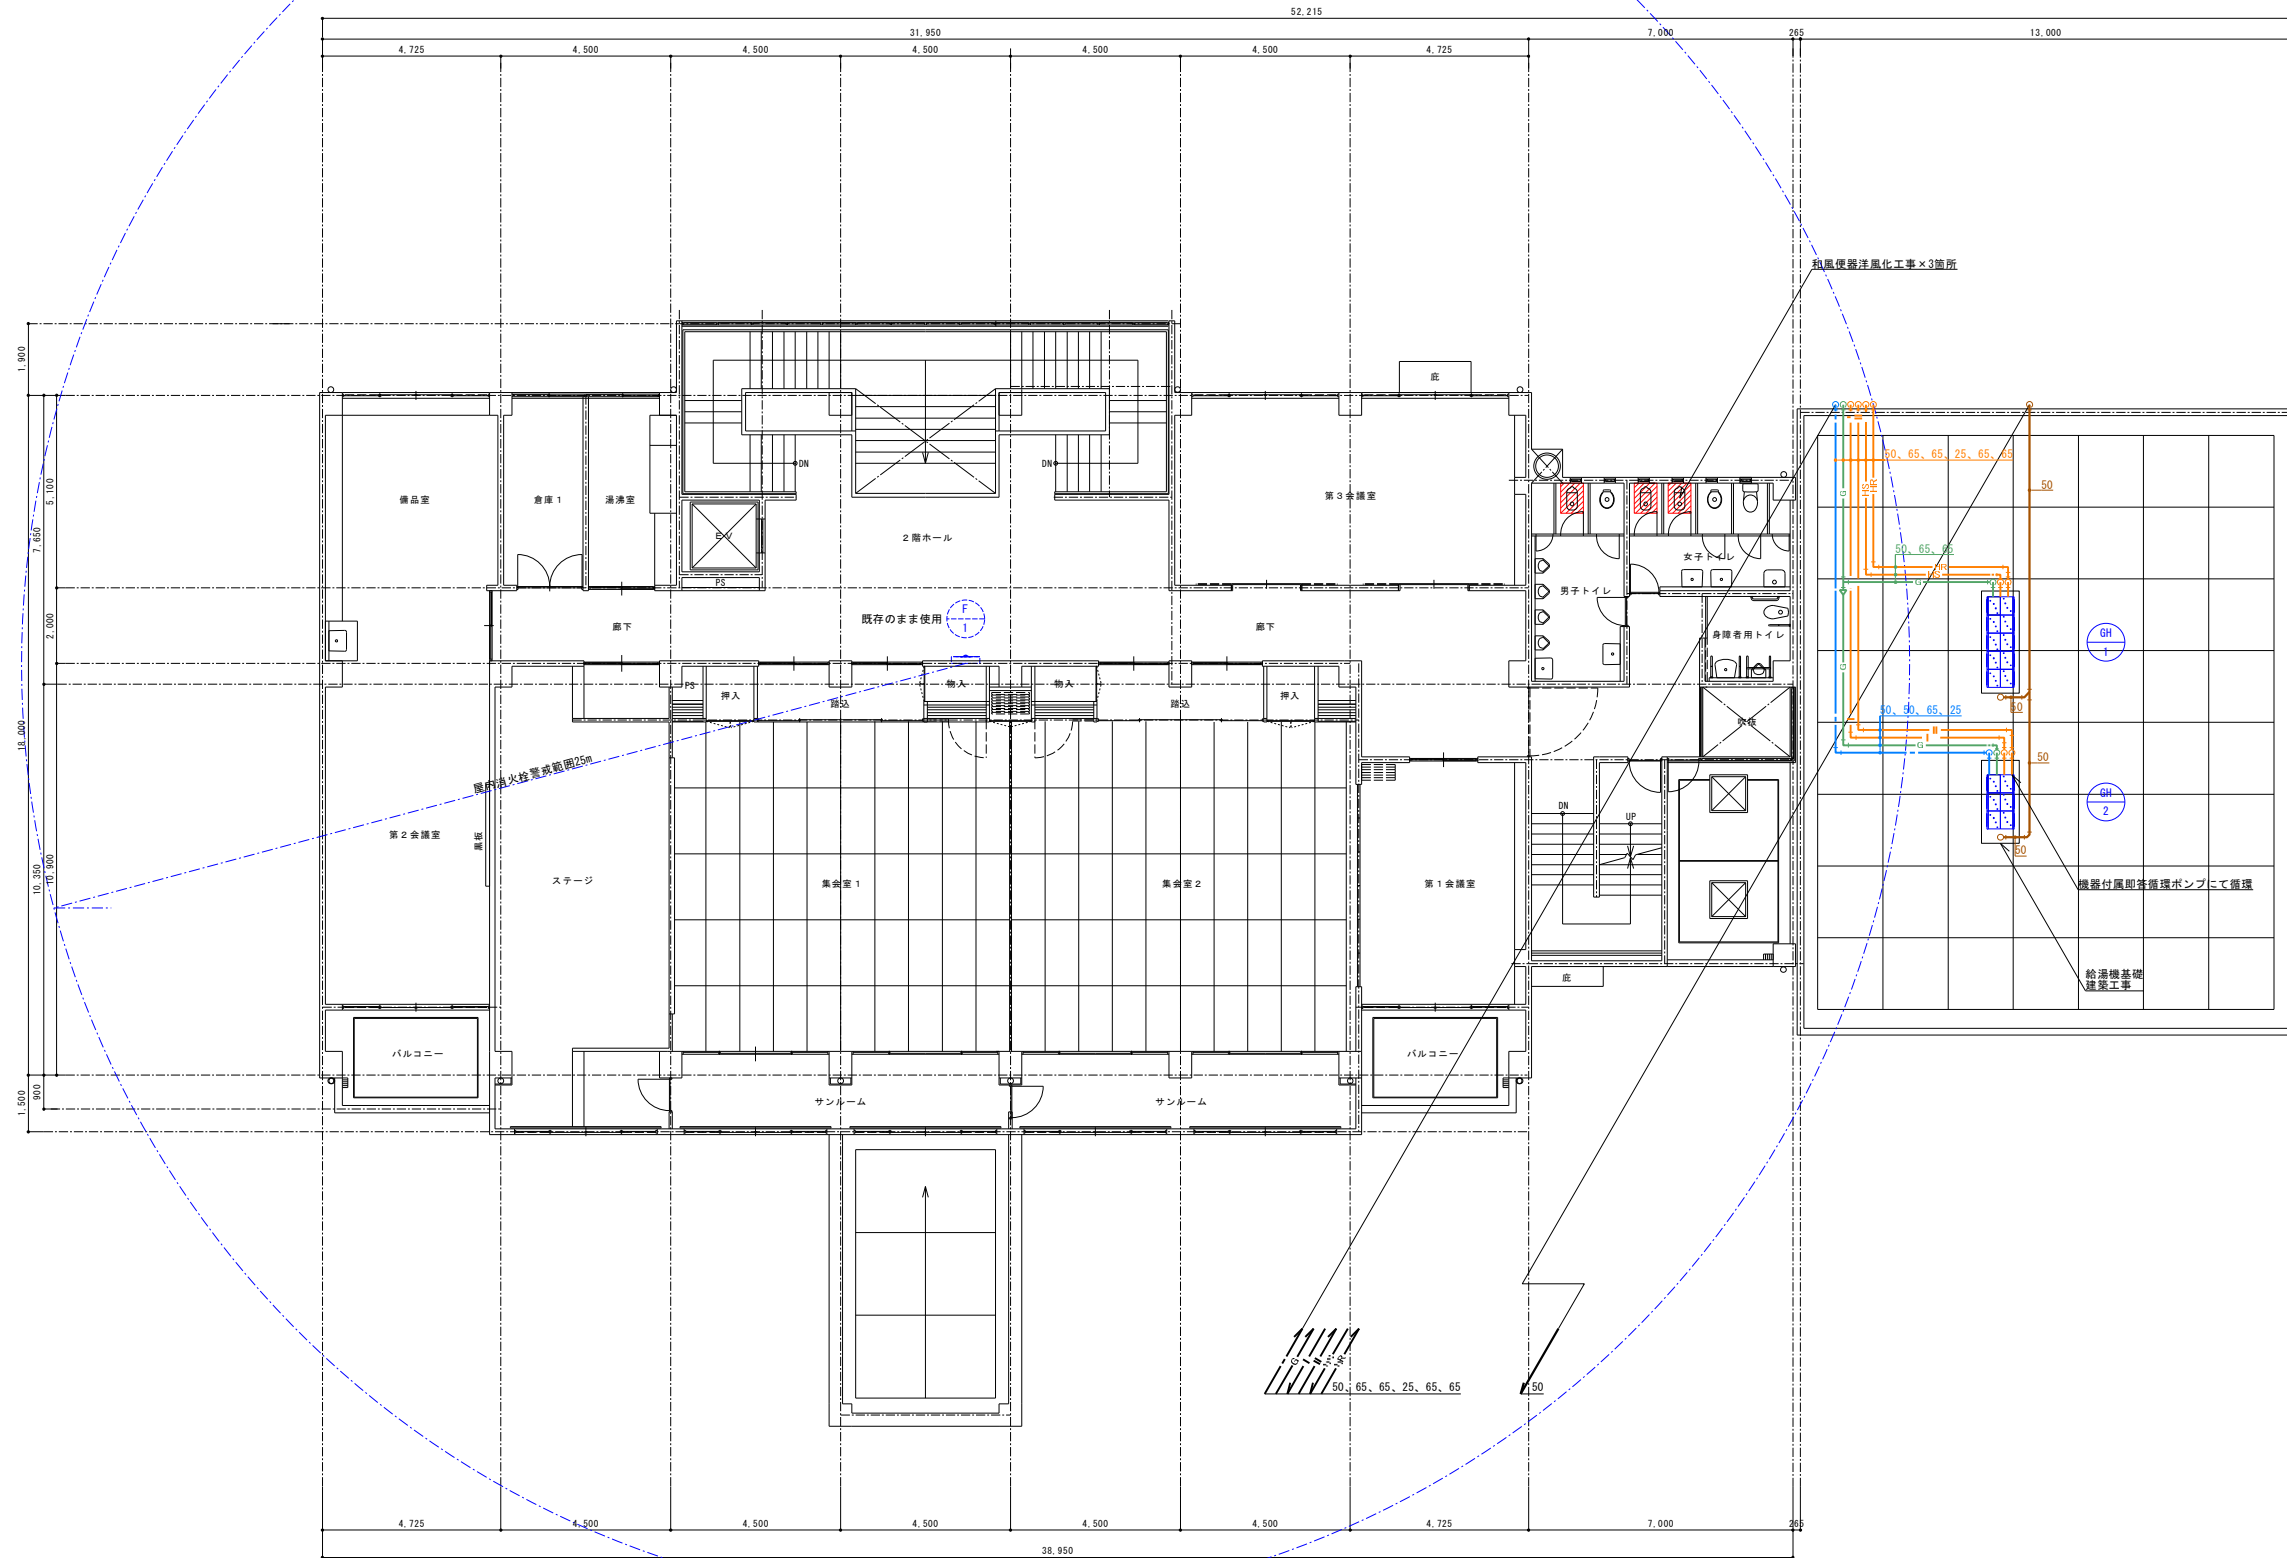 52,215
31,950
7,000
265
13,000
4,725
4,500
4,500
4,500
4,500
4,500
4,725
和風便器洋風化工事×3箇所
1,900
庇
5,100
7,650
50、65、65、25、65、65
DN
DN
備品室
倉庫1
湯沸室
第3会議室
G
HS
HR
50
EV
2階ホール
PS
女子トイレ
50、65、65
HR
HS
G
男子トイレ
2,000
廊下
既存のまま使用
F
1
廊下
身障者用トイレ
GH
1
PS
押入
物入
物入
押入
踏込
踏込
G
50
50、50、65、25
吹抜
18,000
G
50
屋内消火栓警戒範囲25m
GH
2
DN
UP
第2会議室
黒板
50
10,350
10,900
ステージ
集会室1
集会室2
第1会議室
機器付属即答循環ポンプにて循環
庇
給湯機基礎
建築工事
バルコニー
バルコニー
1,500
900
サンルーム
サンルーム
G
HR
50、65、65、25、65、65
50
4,725
4,500
4,500
4,500
4,500
4,500
4,725
7,000
265
38,950